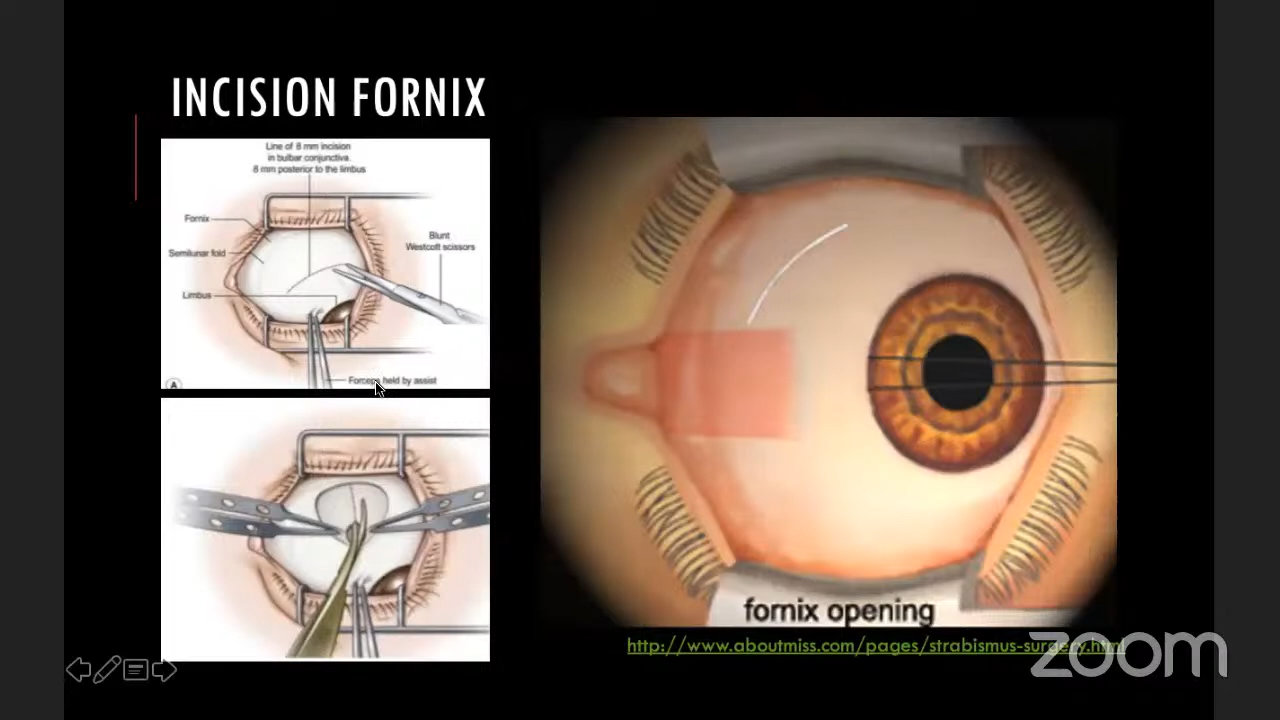 INCISION FORNIX
Line of 8 mm incision
in bulbar conjunctiva.
8 mm posterior to the limbus
Fornix
Semilunar fold
Limbus
Blunt
Westcott scissors
Forceps held by assist
A
fornix opening
http://www.aboutmiss.com/pages/strabismus-surgery.html
zoom